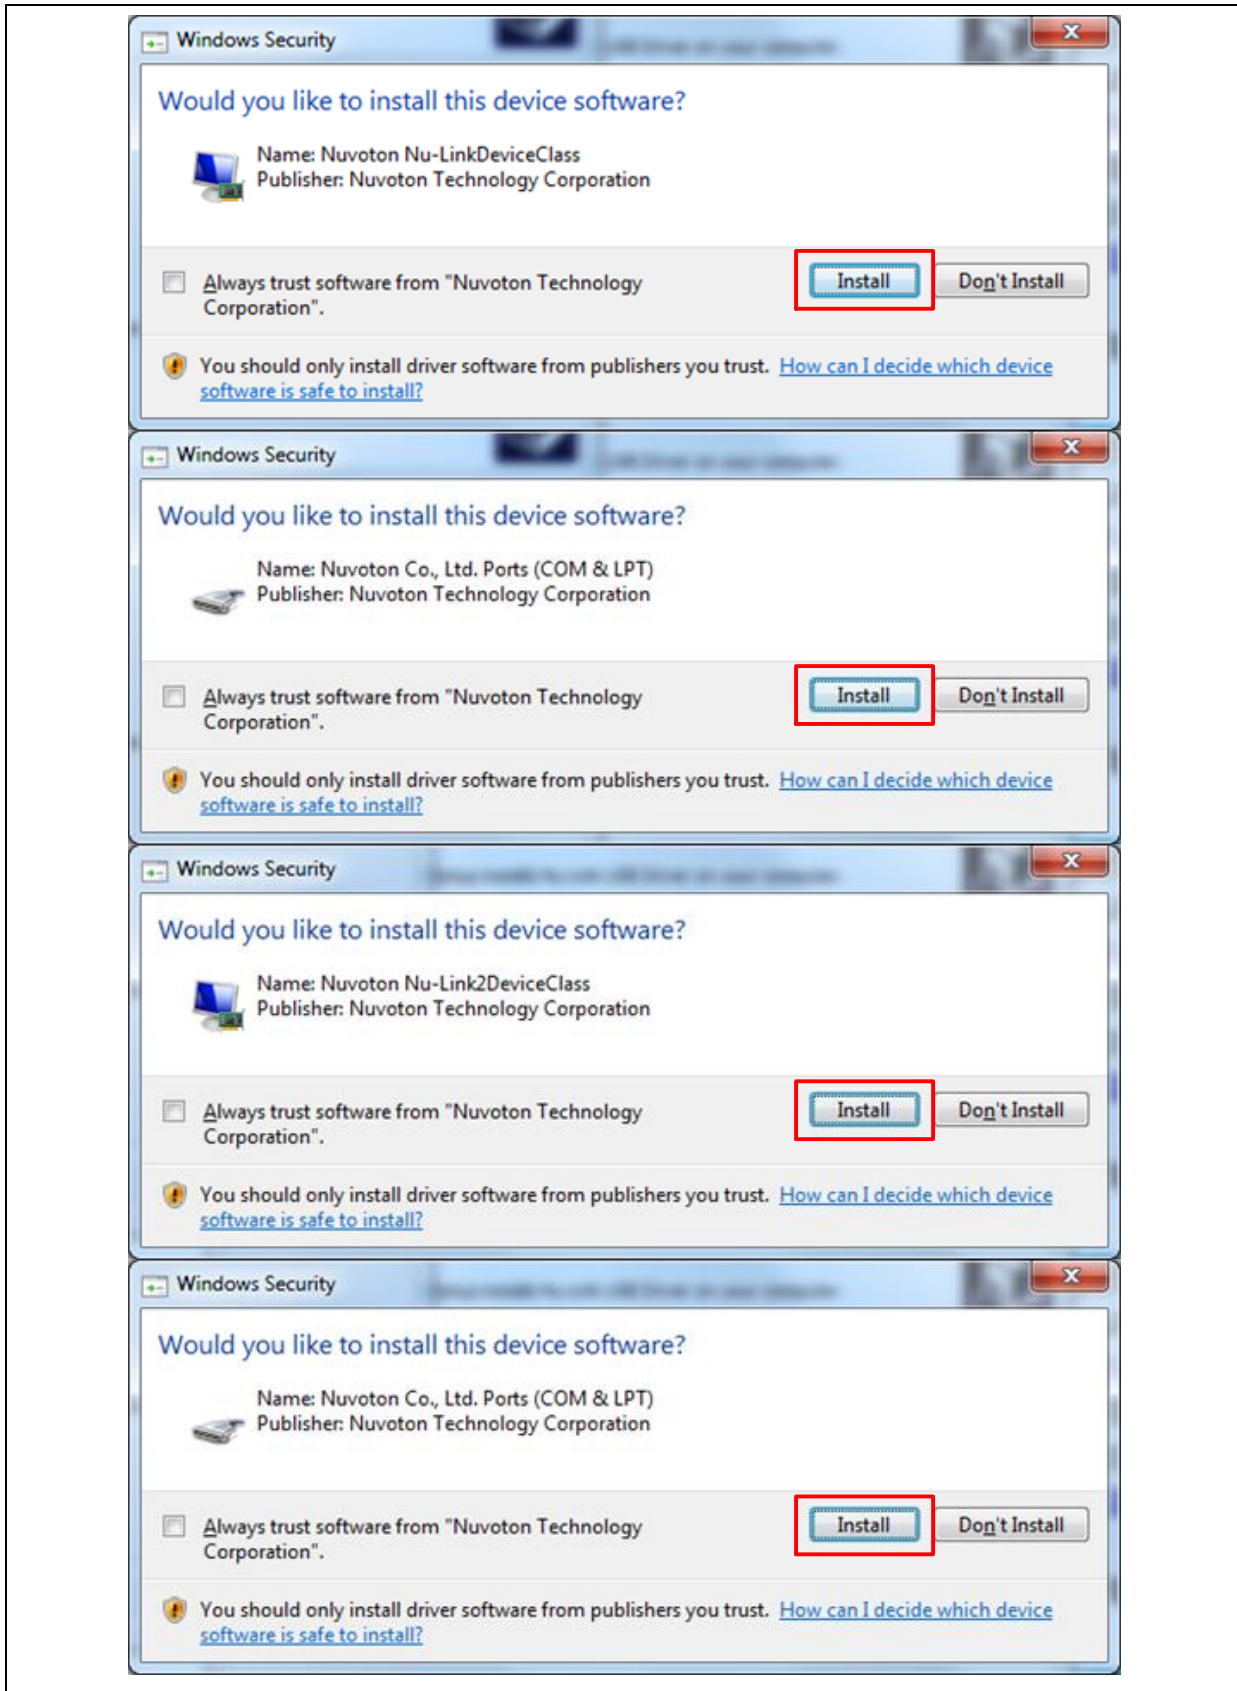 Windows Security
Would you like to install this device software?
Name: Nuvoton Nu-LinkDeviceClass
Publisher: Nuvoton Technology Corporation
Always trust software from "Nuvoton Technology
Corporation".
Install
Don't Install
You should only install driver software from publishers you trust. How can I decide which device
software is safe to install?
Windows Security
Would you like to install this device software?
Name: Nuvoton Co., Ltd. Ports (COM & LPT)
Publisher: Nuvoton Technology Corporation
Always trust software from "Nuvoton Technology
Corporation".
Install
Don't Install
You should only install driver software from publishers you trust. How can I decide which device
software is safe to install?
Windows Security
Would you like to install this device software?
Name: Nuvoton Nu-Link2DeviceClass
Publisher: Nuvoton Technology Corporation
Always trust software from "Nuvoton Technology
Corporation".
Install
Don't Install
You should only install driver software from publishers you trust. How can I decide which device
software is safe to install?
Windows Security
Would you like to install this device software?
Name: Nuvoton Co., Ltd. Ports (COM & LPT)
Publisher: Nuvoton Technology Corporation
Always trust software from "Nuvoton Technology
Corporation".
Install
Don't Install
You should only install driver software from publishers you trust. How can I decide which device
software is safe to install?